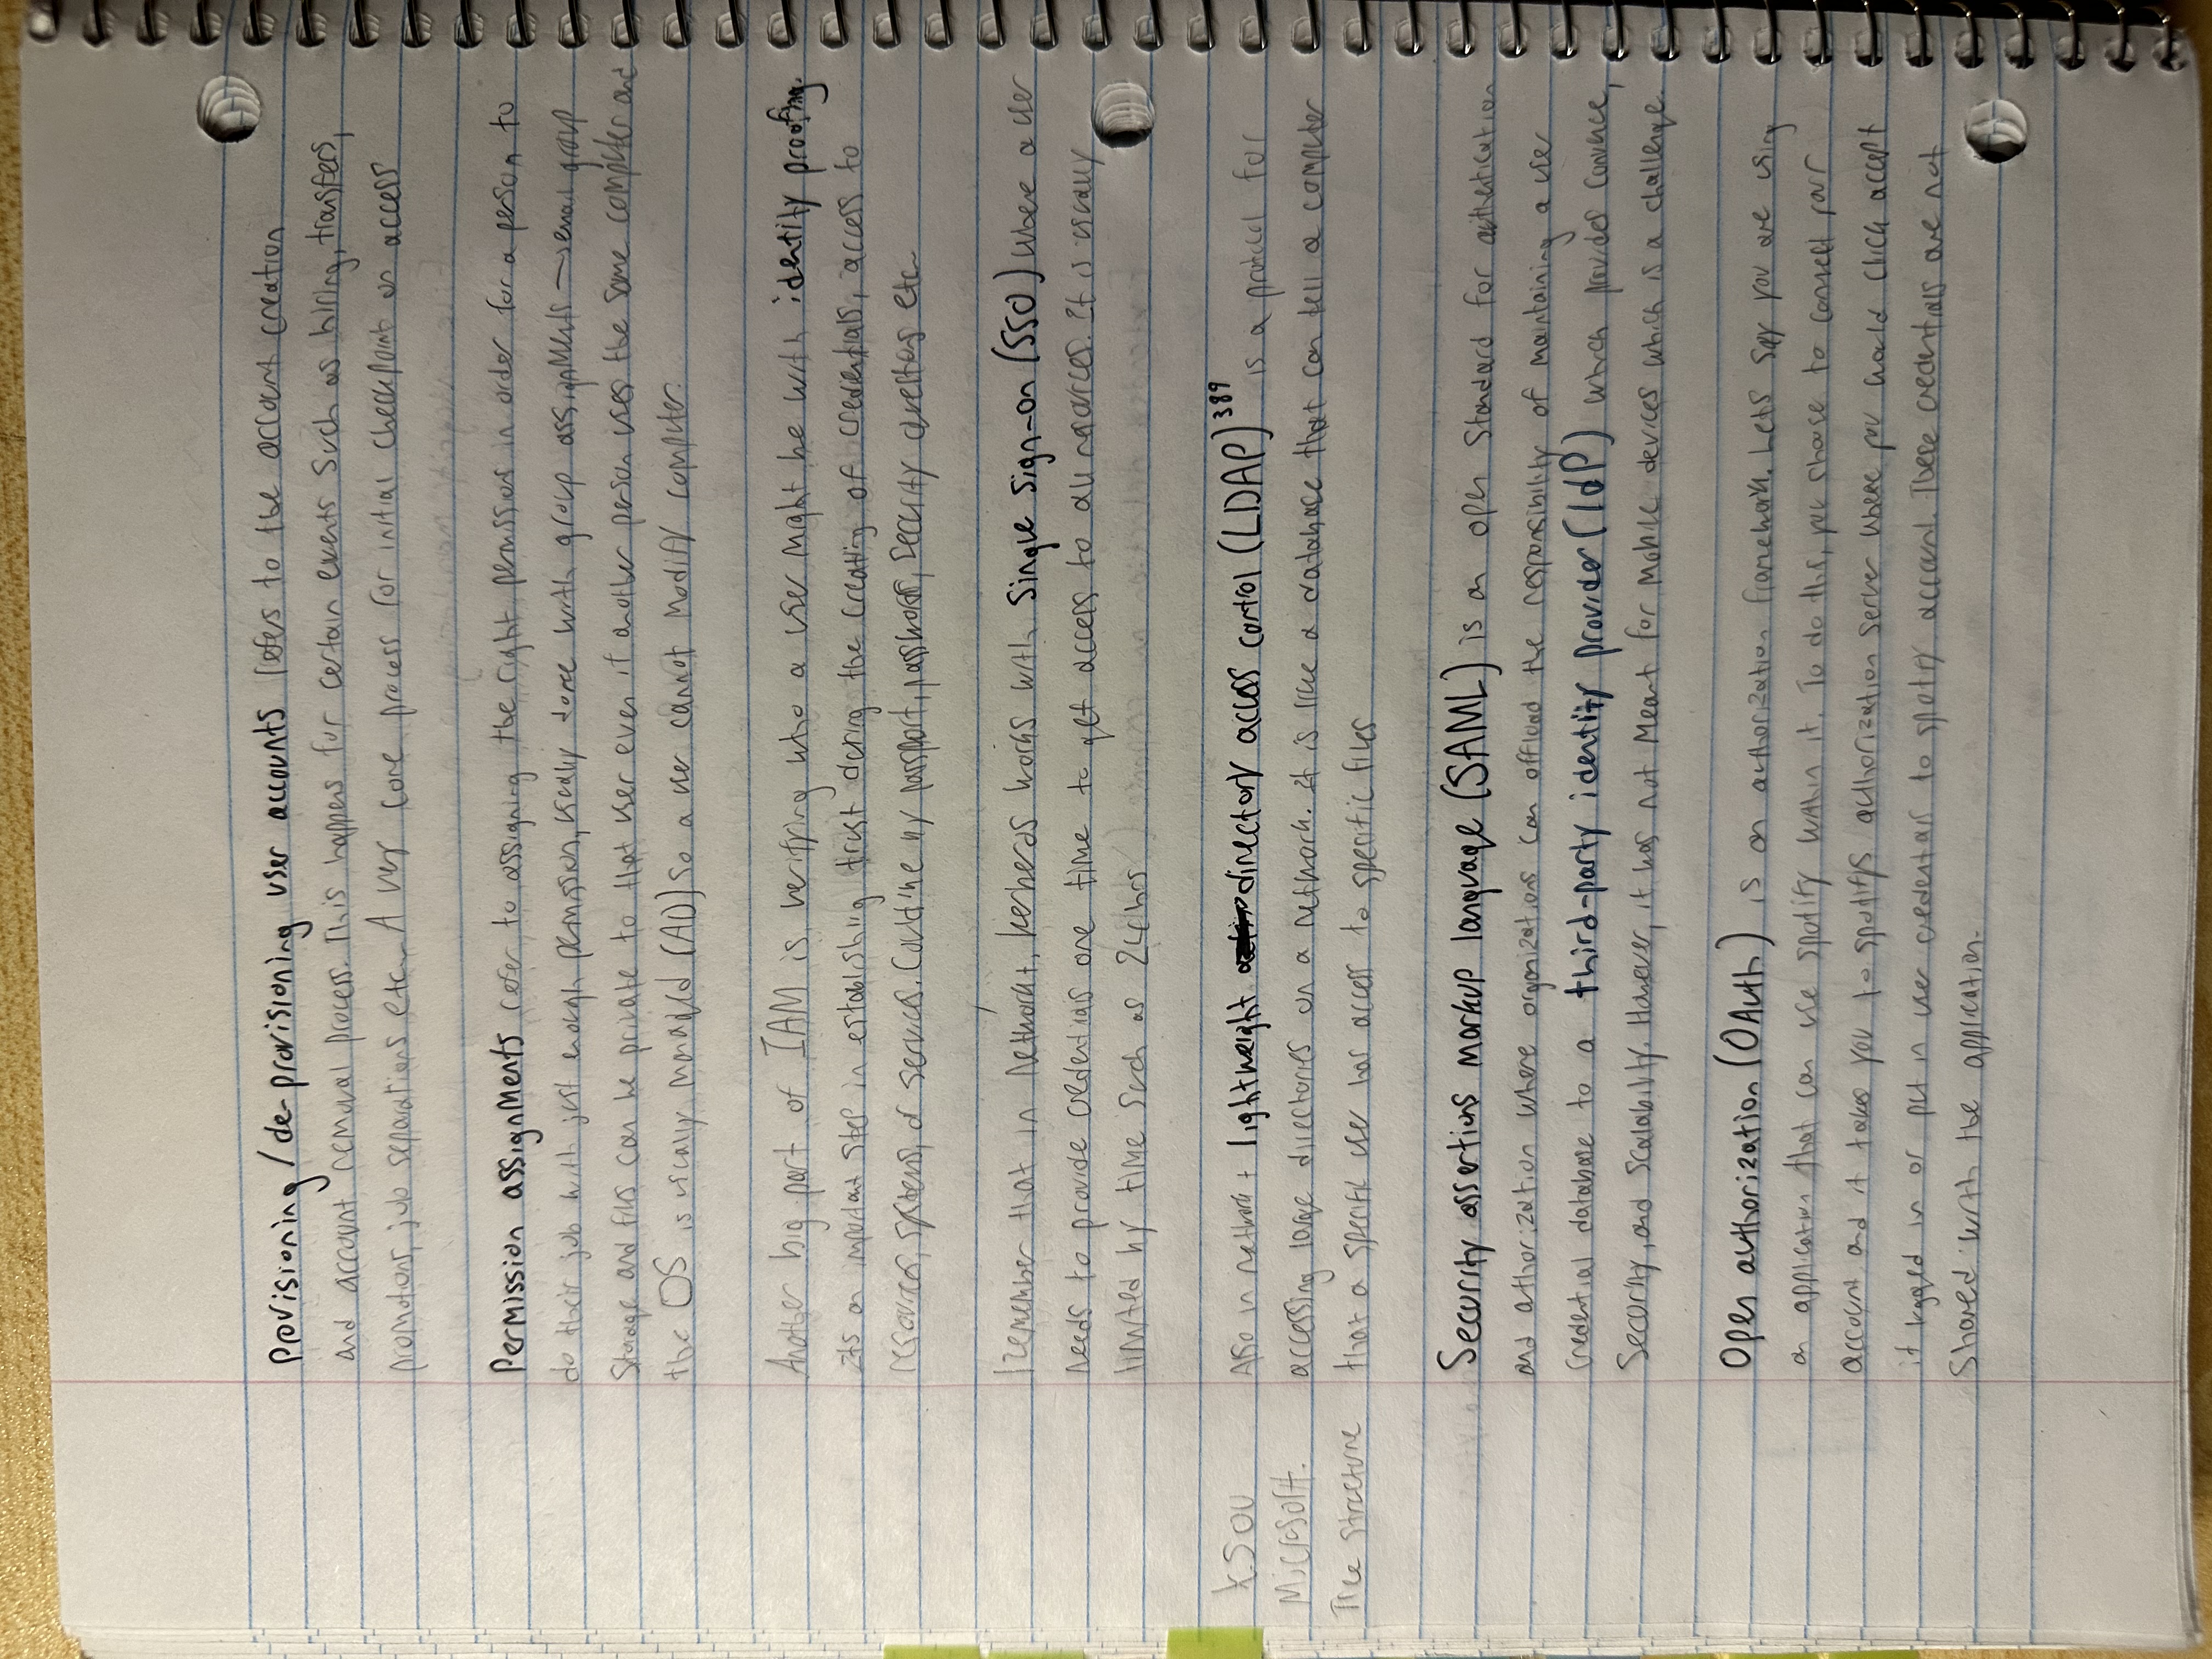 Provisioning / de-provisioning user accounts refers to the account creation
and account removal process. This happens for certain events such as hiring, transfers,
promotions, job separations etc. A very core process for initial checkpoint on access
Permission assignments refer to assigning the right permissions in order for a person to
do their job with just enough permission, usually done with group assignments → email group
Storage and files can be private to that user even if another person uses the same computer and
the OS is usually managed (AD) so a user cannot modify computer.
Another big part of IAM is verifying who a user might be with identity proofing.
Its an important step in establishing trust during the creating of credentials, access to
resources, systems, or services. Could be by passport, passwords, security questions etc.
Remember that in Network+, kerberos works with Single sign-on (SSO) where a user
needs to provide credentials one time to get access to all resources. It is usually
limited by time such as 24hrs
KSOU
Microsoft.
Tree Structure
Also in network + lightweight directory access control (LDAP) 389 is a protocol for
accessing large directories on a network. It is like a database that can tell a computer
that a specific user has access to specific files
Security assertions markup language (SAML) is an open standard for authentication
and authorization where organizations can offload the responsibility of maintaining a user
credential database to a third-party identity provider (IdP) which provides
Security, and scalability. However, it was not meant for mobile devices which is a challenge.
Open authorization (OAuth) is an authorization framework. Lets say you are using
an application that can use spotify within it. To do this, you choose to connect your
account and it takes you to spotifys authorization server where you would click accept
if logged in or put in user credentials to spotify account. These credentials are not
shared with the application.